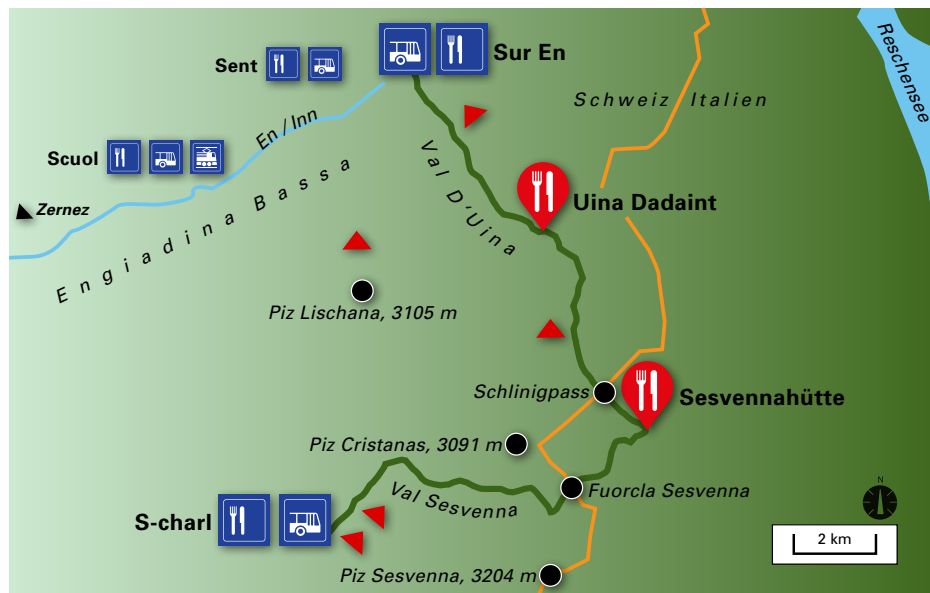 Sur En
Sent
Schweiz Italien
Reschensee
En / Inn
Scuol
Val D'Uina
Zernez
Engiadina Bassa
Uina Dadaint
Piz Lischana, 3105 m
Schlinigpass
Sesvennahütte
Piz Cristanas, 3091 m
Val Sesvenna
Fuorcla Sesvenna
N
S-charl
2 km
Piz Sesvenna, 3204 m